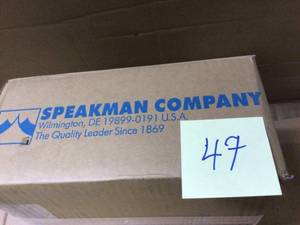 SPEAKMAN COMPANY
Wilmington, DE 19899-0191 U.S.A.
The Quality Leader Since 1869
47